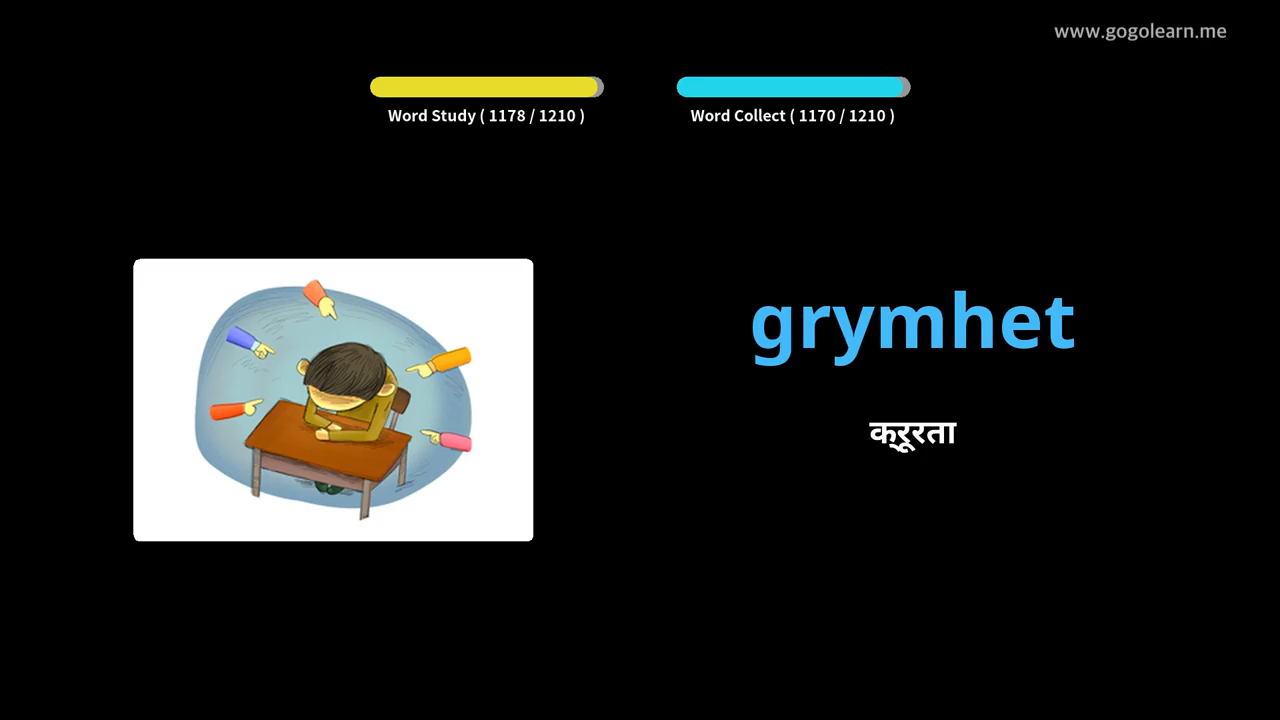 www.gogolearn.me
Word Study ( 1178 / 1210 )
Word Collect ( 1170 / 1210 )
grymhet
क्रूरता